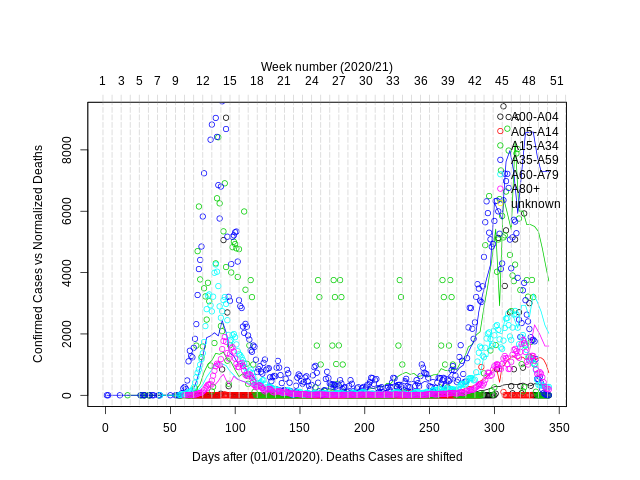 Week number (2020/21)
1 3 5 7 9 12 15 18 21 24 27 30 33 36 39 42 45 48 51
Confirmed Cases vs Normalized Deaths
8000
6000
4000
2000
0
A00-A04
A05-A14
A15-A34
A35-A59
A60-A79
A80+
unknown
0 50 100 150 200 250 300 350
Days after (01/01/2020). Deaths Cases are shifted